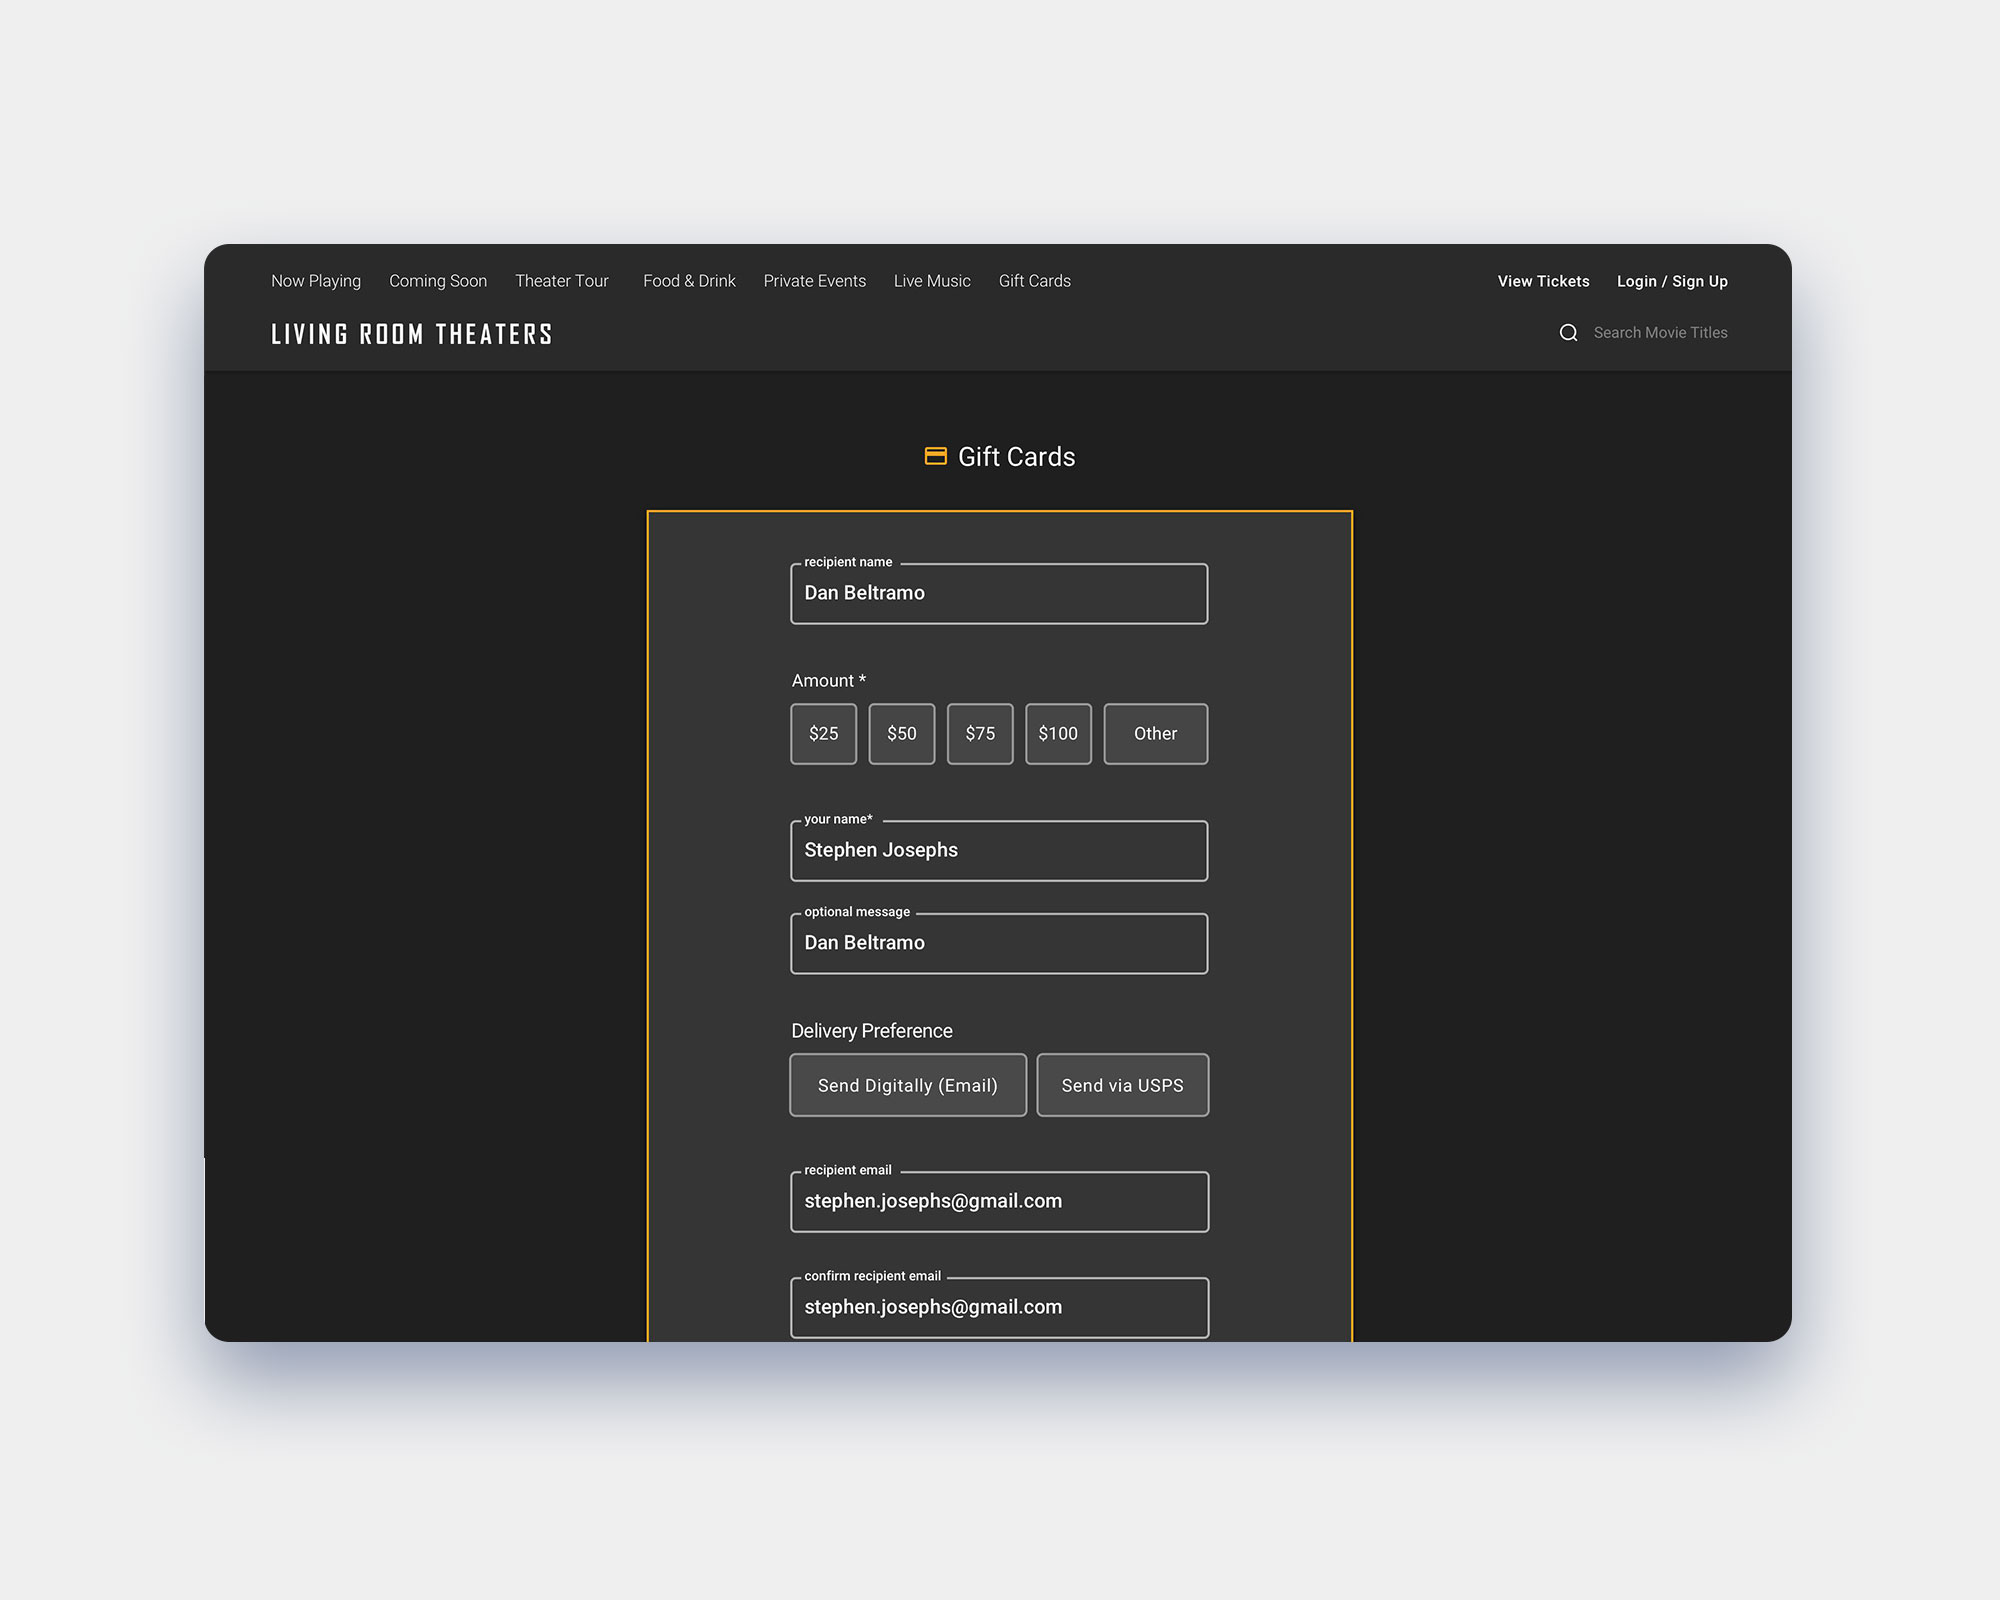 Now Playing Coming Soon Theater Tour Food & Drink Private Events Live Music Gift Cards View Tickets Login / Sign Up
LIVING ROOM THEATERS Search Movie Titles
Gift Cards
recipient name
Dan Beltramo
Amount *
$25 $50 $75 $100 Other
your name*
Stephen Josephs
optional message
Dan Beltramo
Delivery Preference
Send Digitally (Email) Send via USPS
recipient email
stephen.josephs@gmail.com
confirm recipient email
stephen.josephs@gmail.com